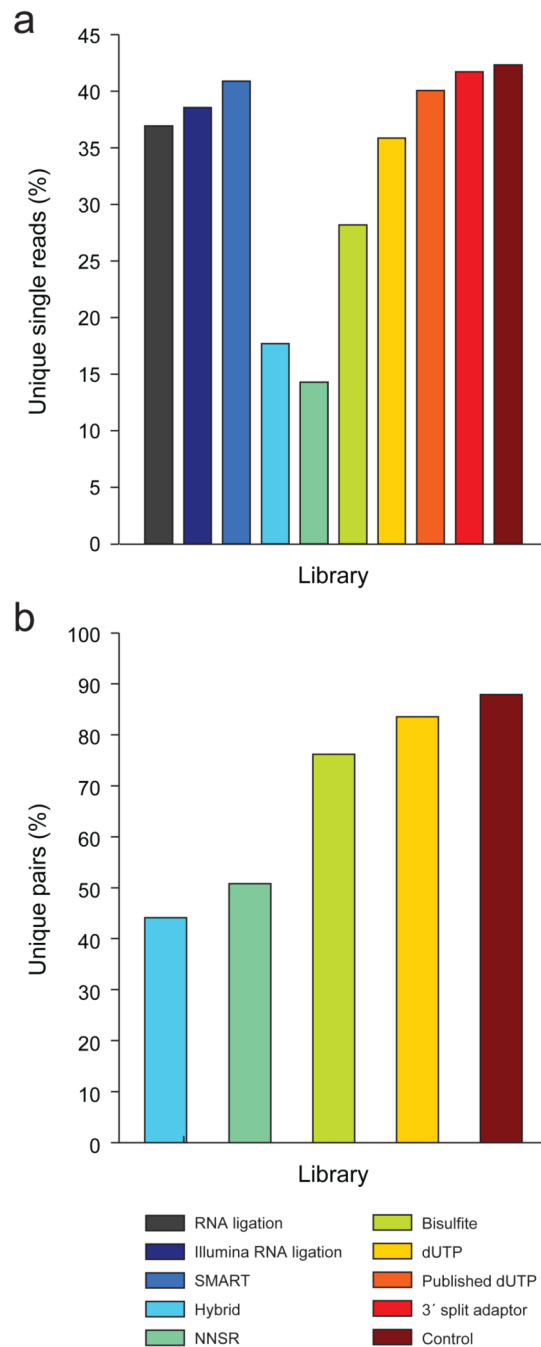 a
45
40
35
30
25
20
15
10
5
0
Unique single reads (%)
Library
b
100
90
80
70
60
50
40
30
20
10
0
Unique pairs (%)
Library
RNA ligation
Illumina RNA ligation
SMART
Hybrid
NNSR
Bisulfite
dUTP
Published dUTP
3´ split adaptor
Control